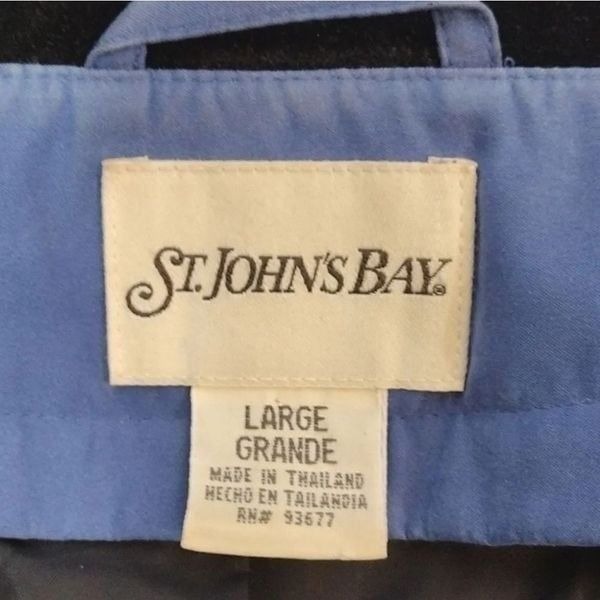 ST. JOHN'S BAY®
LARGE
GRANDE
MADE IN THAILAND
HECHO EN TAILANDIA
RN# 93677